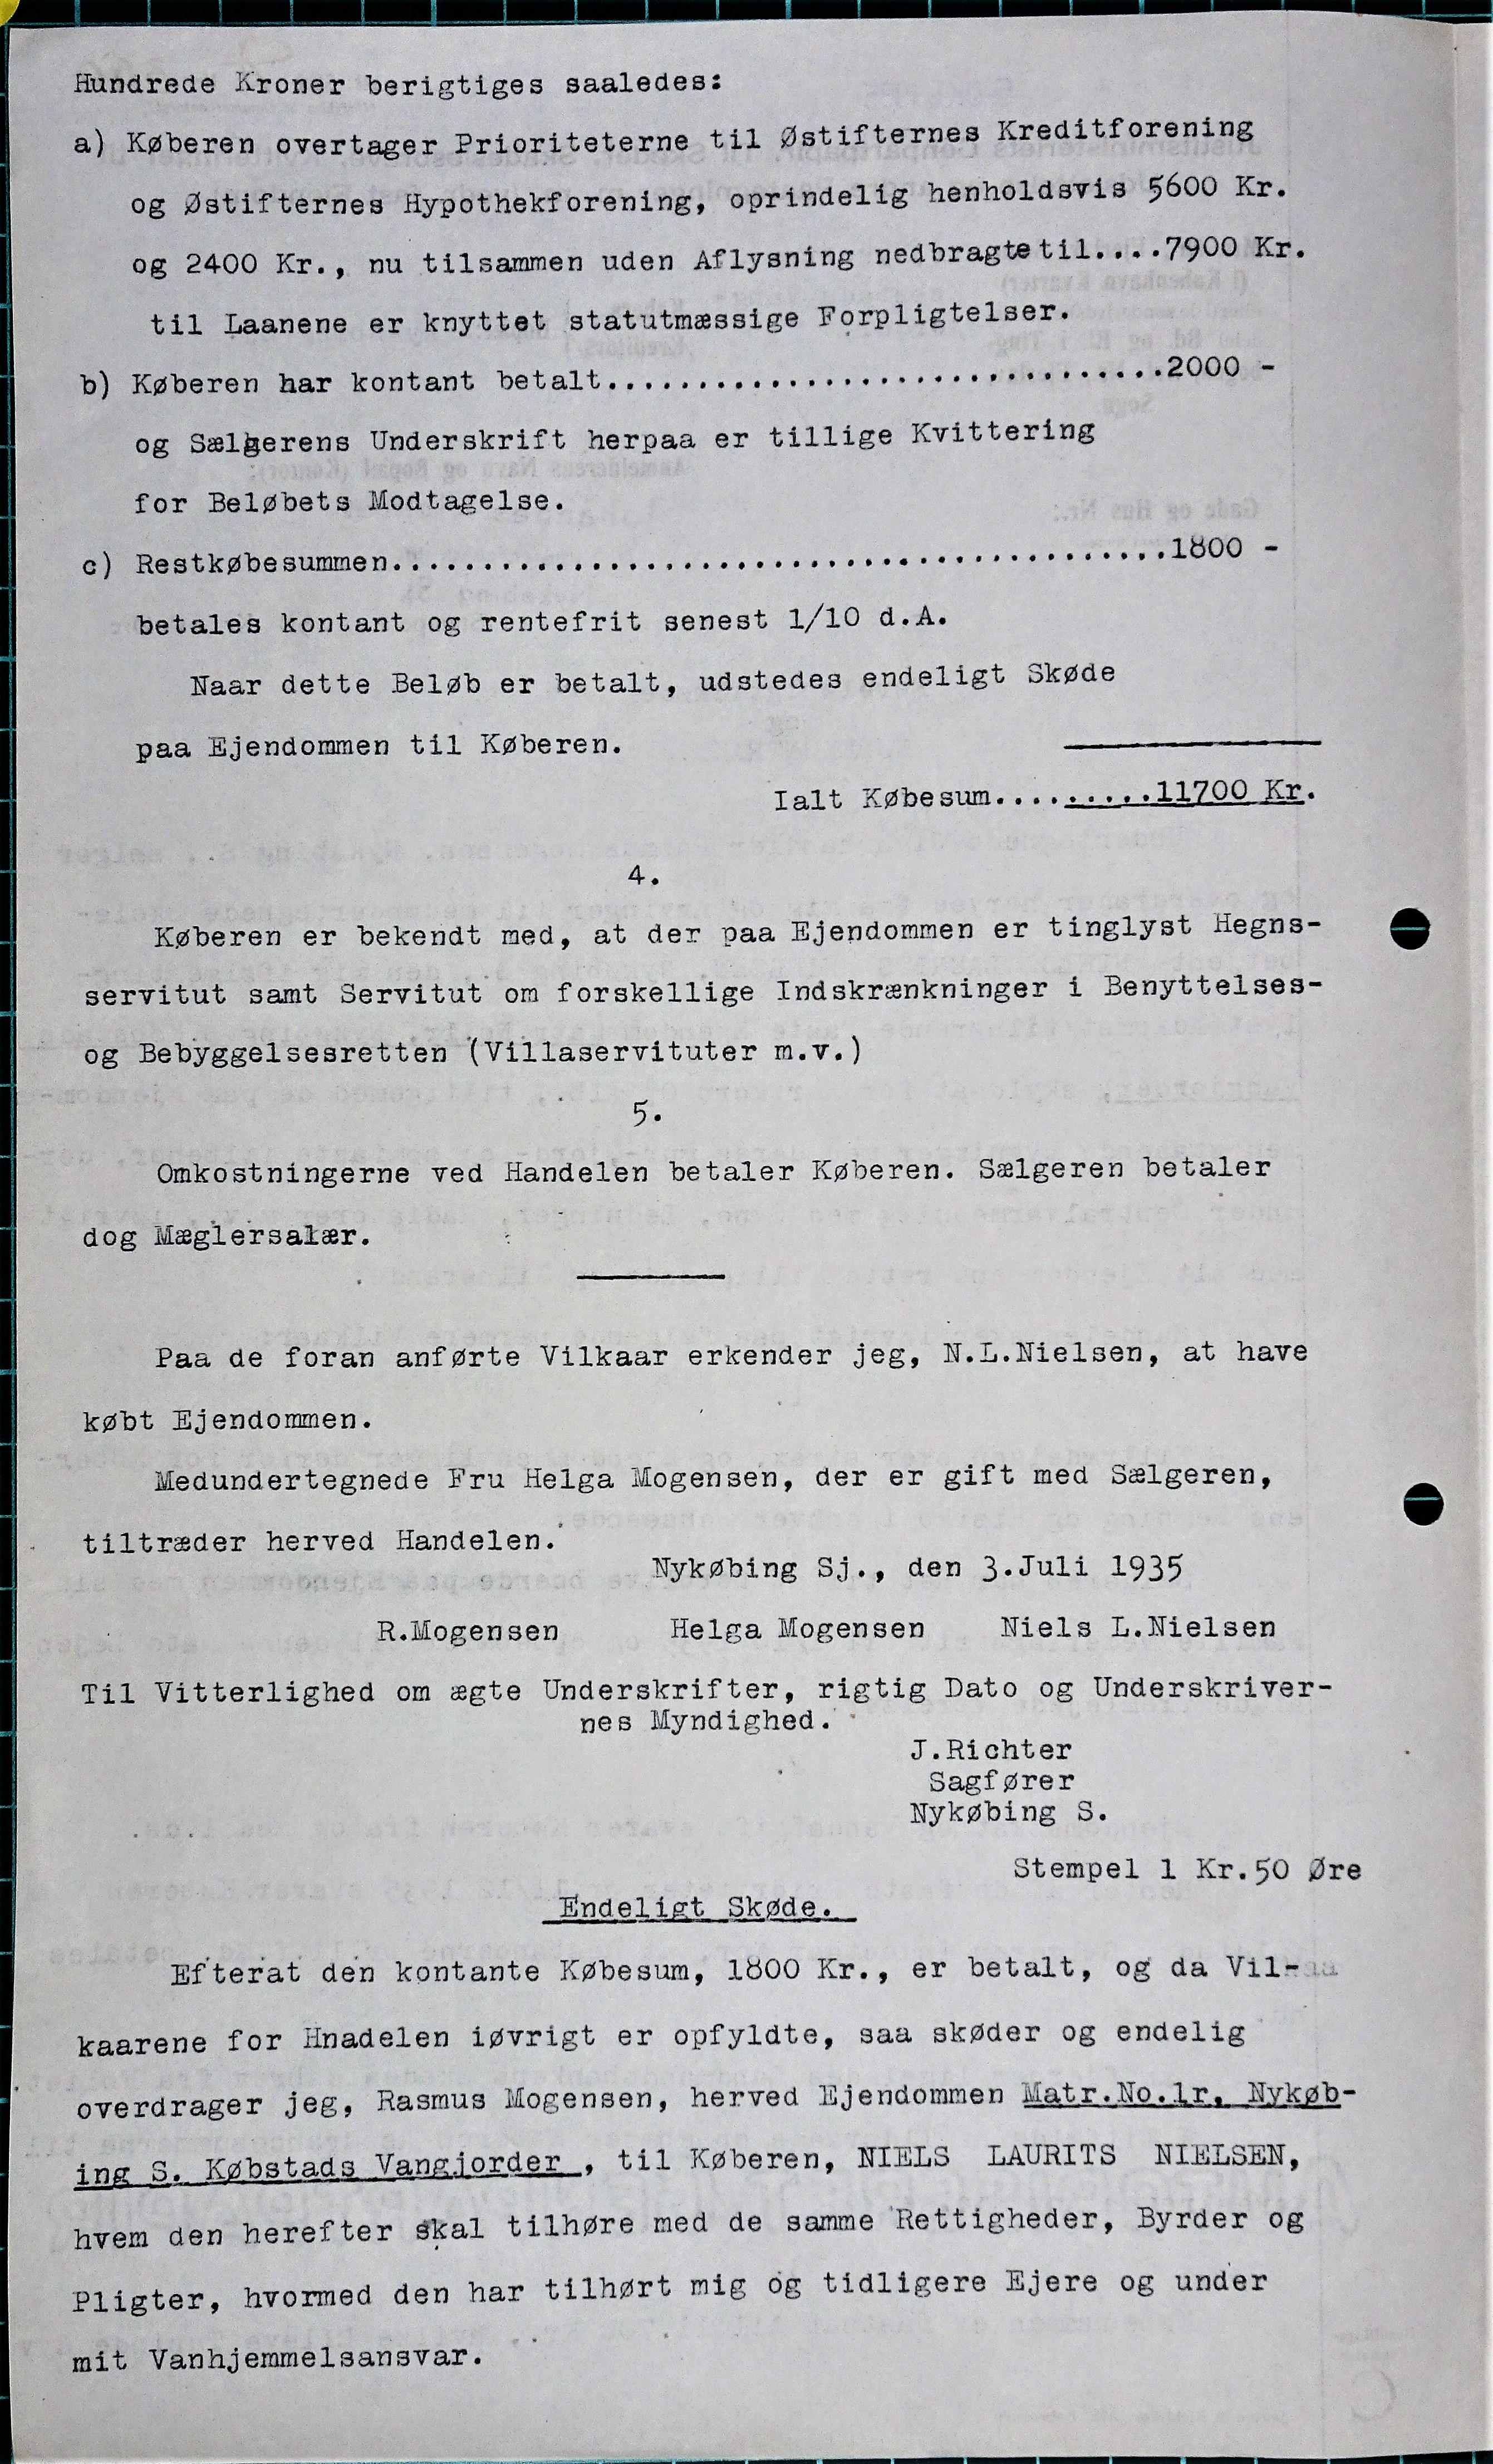 Hundrede Kroner berigtiges saaledes:
a) Køberen overtager Prioriteterne til Østifternes Kreditforening
og Østifternes Hypothekforening, oprindelig henholdsvis 5600 Kr.
og 2400 Kr., nu tilsammen uden Aflysning nedbragte til....7900 Kr.
til Laanene er knyttet statutmæssige Forpligtelser.
b) Køberen har kontant betalt...............................2000 -
og Sælgerens Underskrift herpaa er tillige Kvittering
for Beløbets Modtagelse.
c) Restkøbesummen...........................................1800 -
betales kontant og rentefrit senest 1/10 d.A.
Naar dette Beløb er betalt, udstedes endeligt Skøde
paa Ejendommen til Køberen.
Ialt Købesum.........11700 Kr.
4.
Køberen er bekendt med, at der paa Ejendommen er tinglyst Hegns-
servitut samt Servitut om forskellige Indskrænkninger i Benyttelses-
og Bebyggelsesretten (Villaservituter m.v.)
5.
Omkostningerne ved Handelen betaler Køberen. Sælgeren betaler
dog Mæglersalær.
Paa de foran anførte Vilkaar erkender jeg, N.L.Nielsen, at have
købt Ejendommen.
Medundertegnede Fru Helga Mogensen, der er gift med Sælgeren,
tiltræder herved Handelen.
Nykøbing Sj., den 3.Juli 1935
R.Mogensen Helga Mogensen Niels L.Nielsen
Til Vitterlighed om ægte Underskrifter, rigtig Dato og Underskriver-
nes Myndighed.
J.Richter
Sagfører
Nykøbing S.
Stempel 1 Kr.50 Øre
Endeligt Skøde.
Efterat den kontante Købesum, 1800 Kr., er betalt, og da Vil-
kaarene for Hnadelen iøvrigt er opfyldte, saa skøder og endelig
overdrager jeg, Rasmus Mogensen, herved Ejendommen Matr.No.1r, Nykøb-
ing S. Købstads Vangjorder , til Køberen, NIELS LAURITS NIELSEN,
hvem den herefter skal tilhøre med de samme Rettigheder, Byrder og
Pligter, hvormed den har tilhørt mig og tidligere Ejere og under
mit Vanhjemmelsansvar.